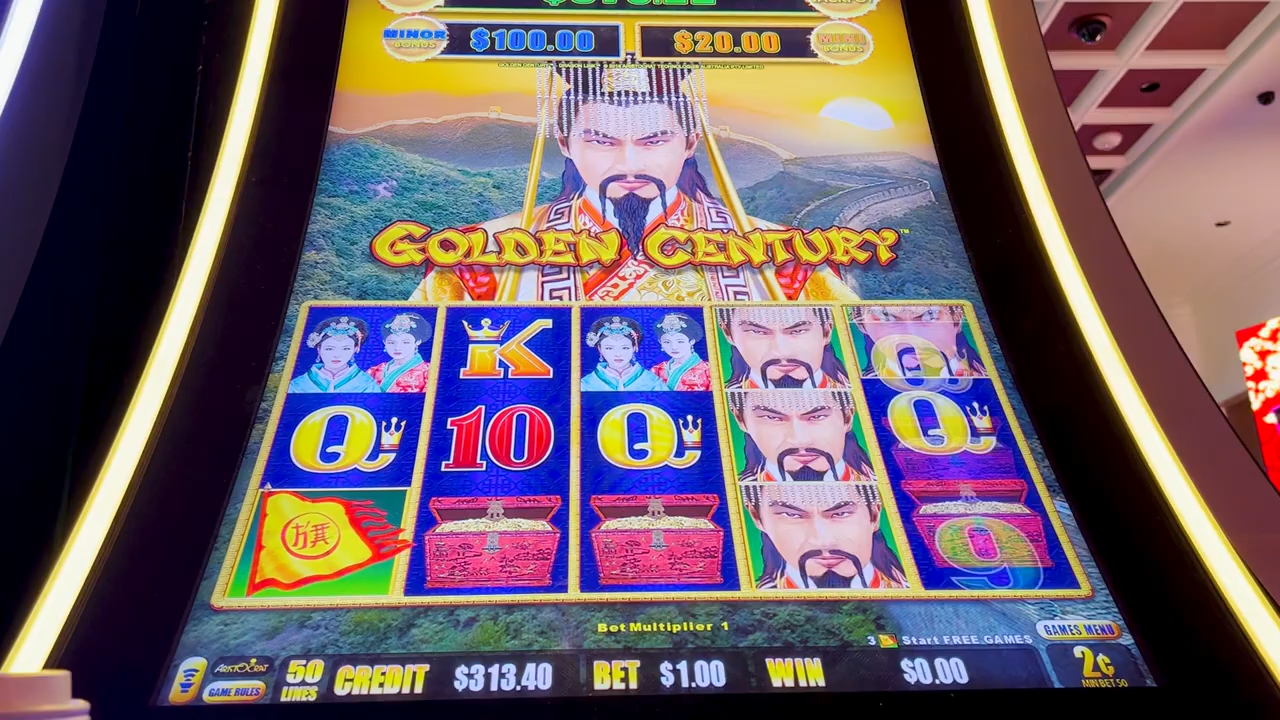 MINOR BONUS $100.00 $20.00 MINI BONUS
GOLDEN CENTURY™
K
Q 10 Q Q
9
Bet Multiplier 1
3 Start FREE GAMES
GAMES MENU
ARISTOCRAT
GAME RULES
50 LINES
CREDIT $313.40 BET $1.00 WIN $0.00
2¢
MIN BET 50